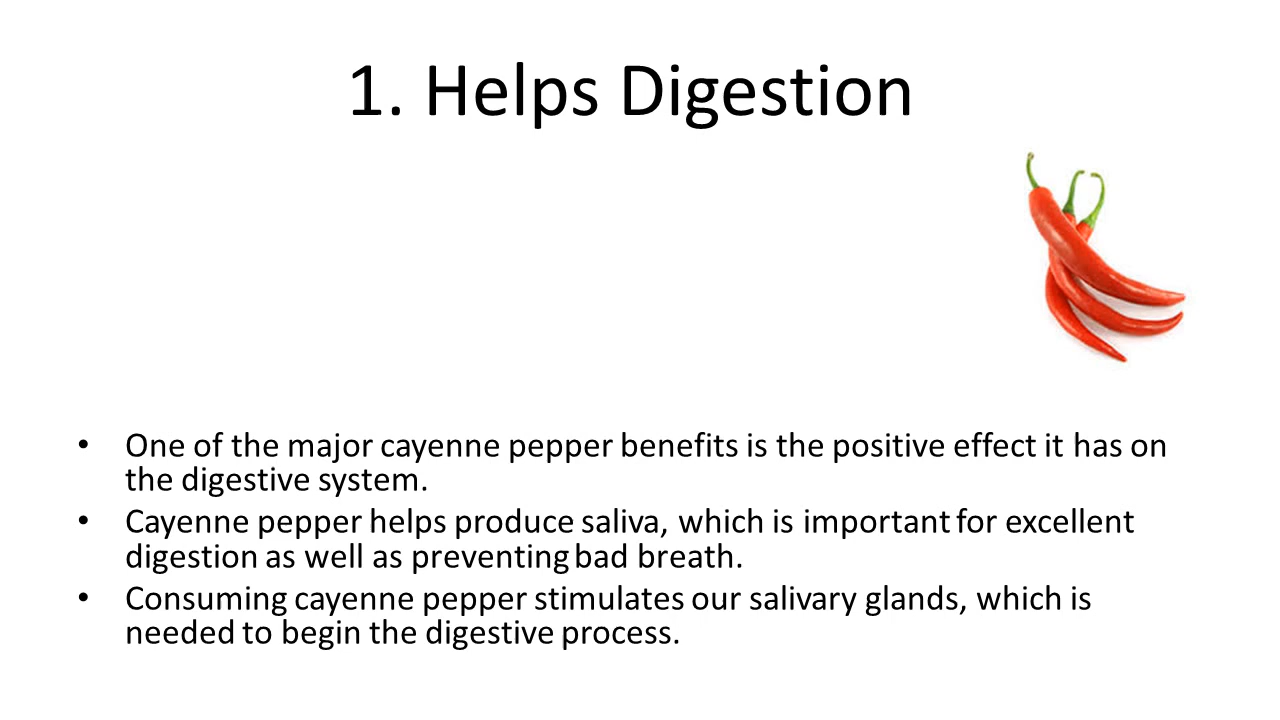 1. Helps Digestion
• One of the major cayenne pepper benefits is the positive effect it has on
the digestive system.
• Cayenne pepper helps produce saliva, which is important for excellent
digestion as well as preventing bad breath.
• Consuming cayenne pepper stimulates our salivary glands, which is
needed to begin the digestive process.